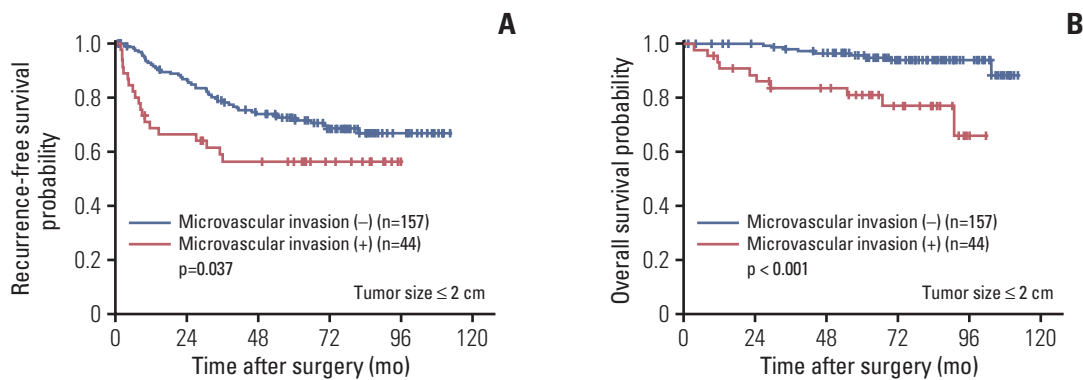 A
1.0
0.8
0.6
0.4
0.2
0
Recurrence-free survival
probability
Microvascular invasion (−) (n=157)
Microvascular invasion (+) (n=44)
p=0.037
Tumor size ≤ 2 cm
0 24 48 72 96 120
Time after surgery (mo)
B
1.0
0.8
0.6
0.4
0.2
0
Overall survival probability
Microvascular invasion (−) (n=157)
Microvascular invasion (+) (n=44)
p < 0.001
Tumor size ≤ 2 cm
0 24 48 72 96 120
Time after surgery (mo)